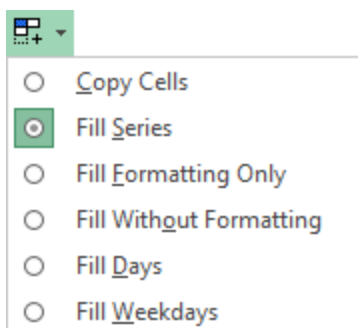 Copy Cells
Fill Series
Fill Formatting Only
Fill Without Formatting
Fill Days
Fill Weekdays